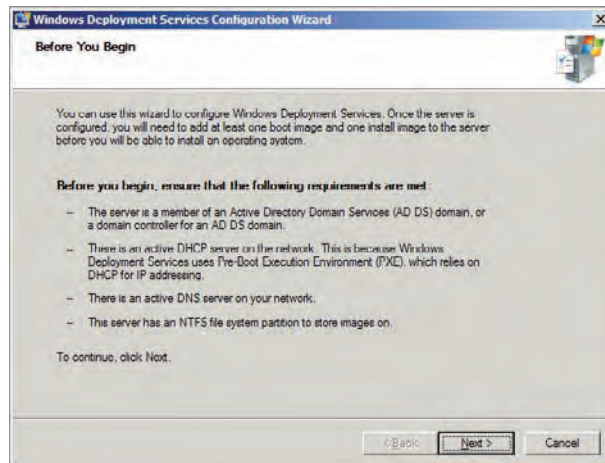 Windows Deployment Services Configuration Wizard
Before You Begin
You can use this wizard to configure Windows Deployment Services. Once the server is
configured, you will need to add at least one boot image and one install image to the server
before you will be able to install an operating system.
Before you begin, ensure that the following requirements are met:
– The server is a member of an Active Directory Domain Services (AD DS) domain, or
a domain controller for an AD DS domain.
– There is an active DHCP server on the network. This is because Windows
Deployment Services uses Pre-Boot Execution Environment (PXE), which relies on
DHCP for IP addressing.
– There is an active DNS server on your network.
– This server has an NTFS file system partition to store images on.
To continue, click Next.
< Back Next > Cancel